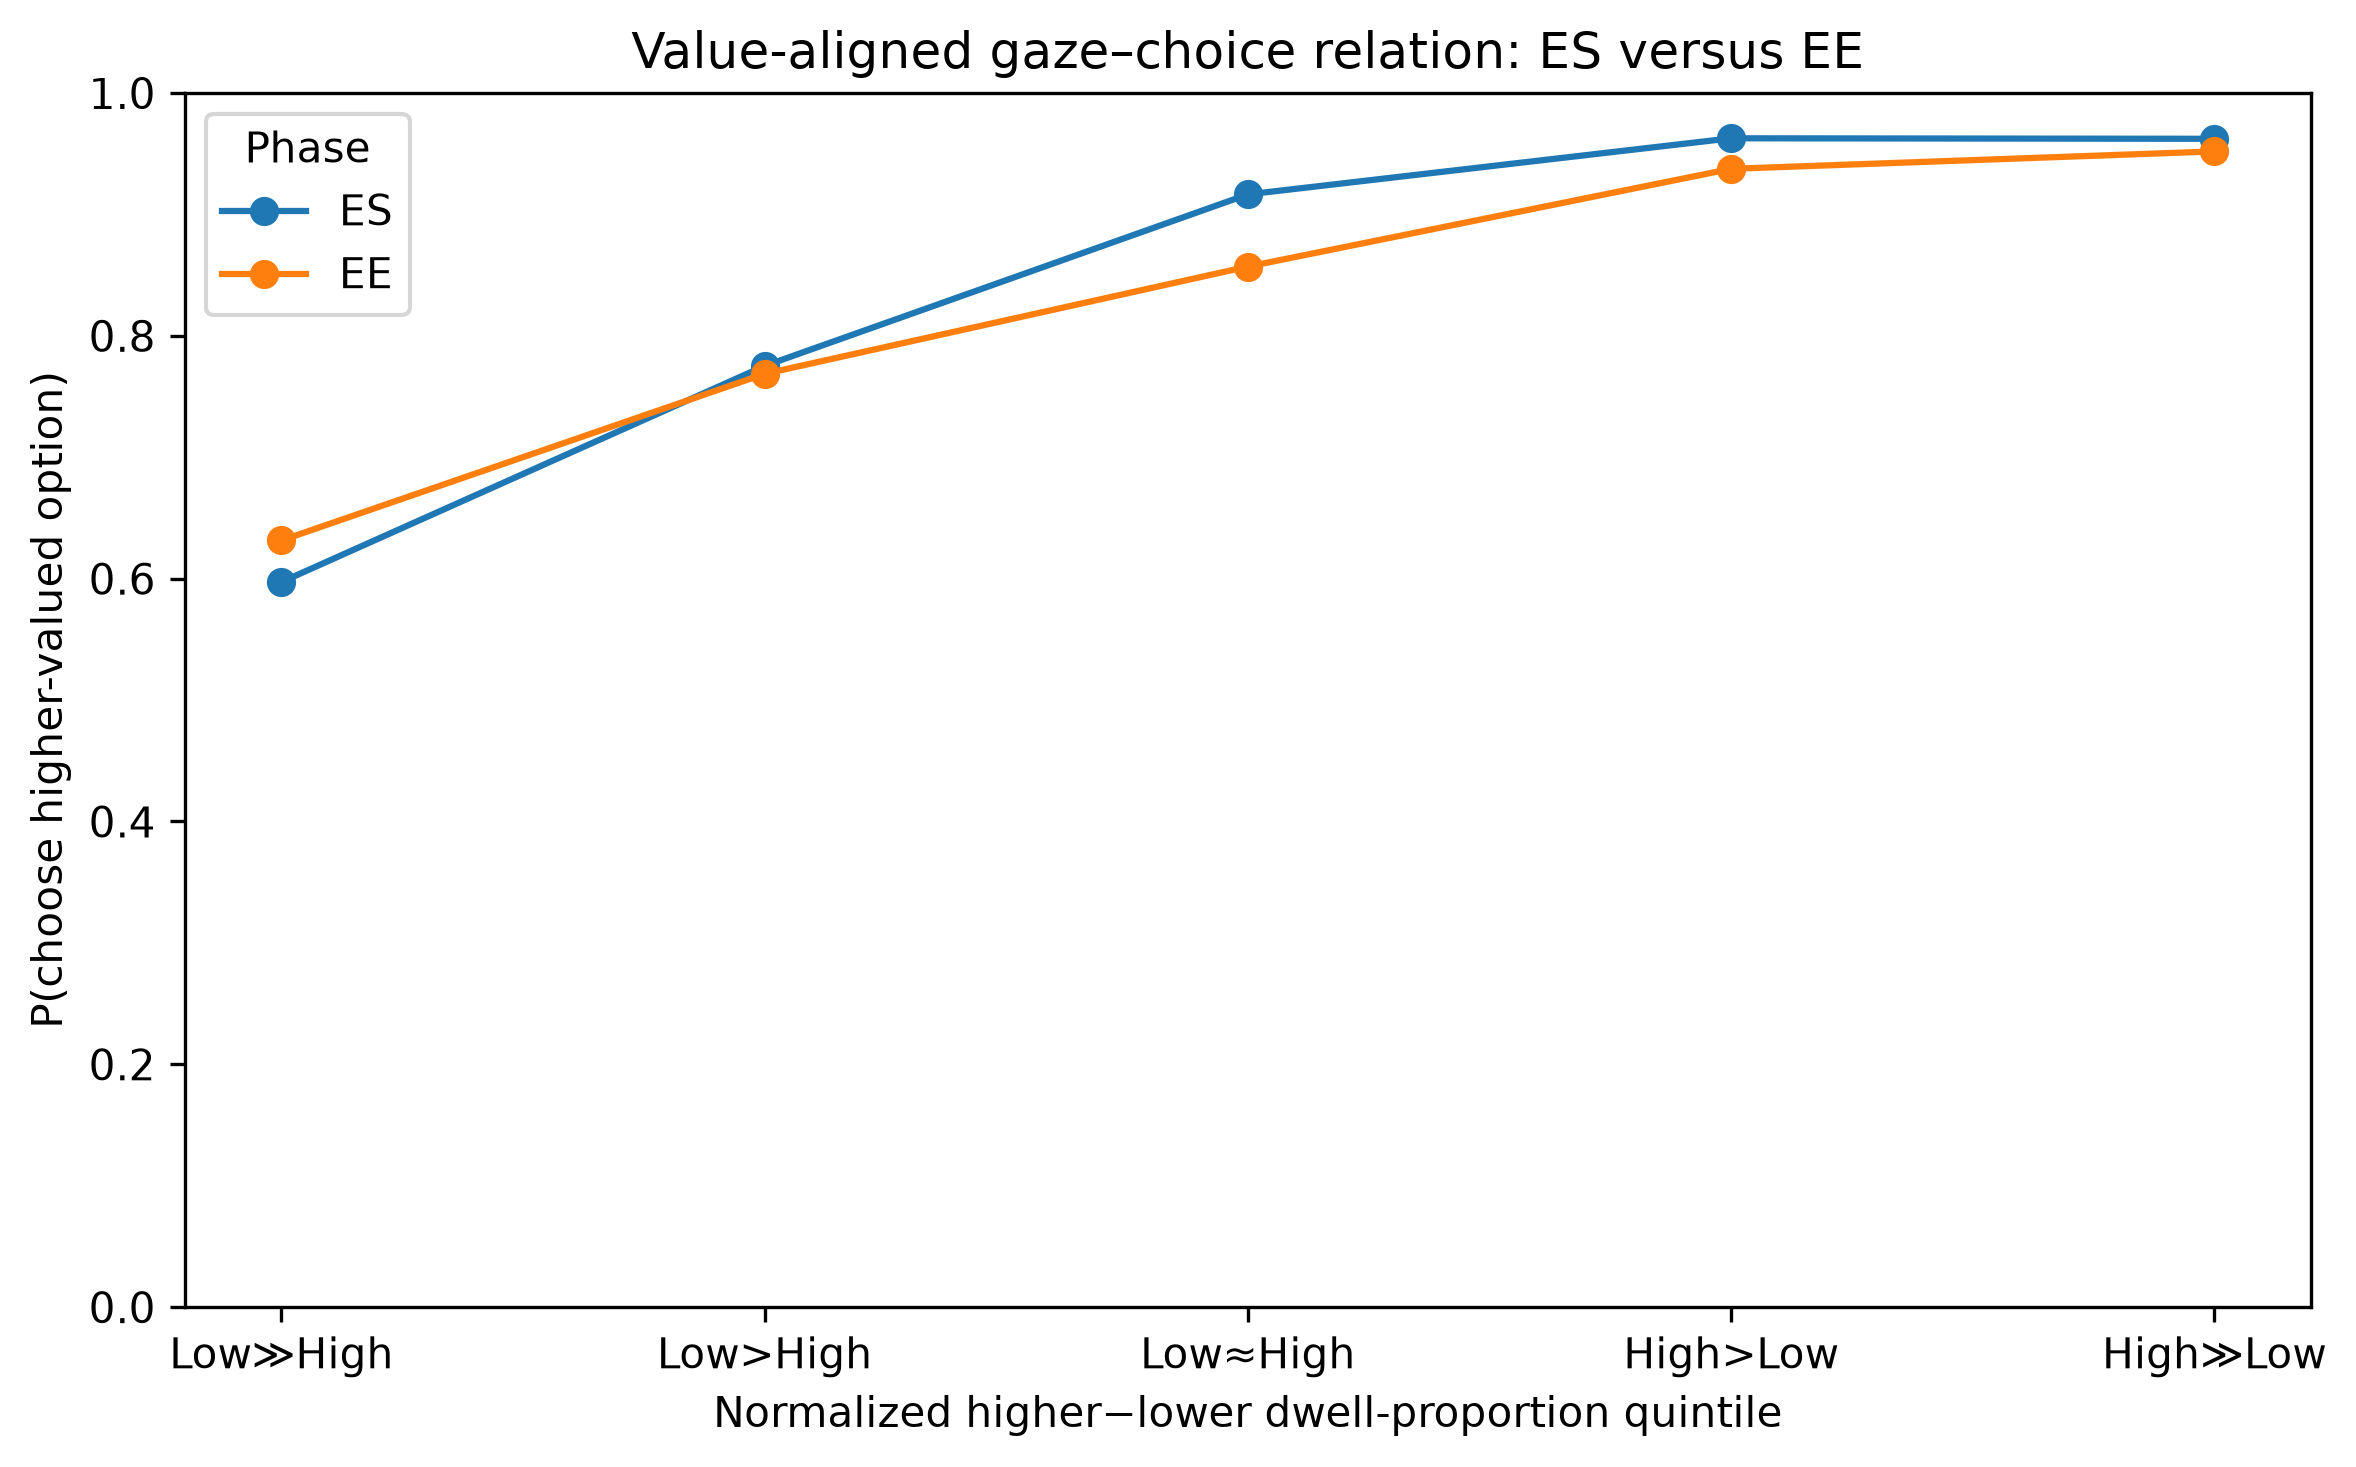 Value-aligned gaze–choice relation: ES versus EE
Phase
ES
EE
P(choose higher-valued option)
1.0
0.8
0.6
0.4
0.2
0.0
Low≫High
Low>High
Low≈High
High>Low
High≫Low
Normalized higher−lower dwell-proportion quintile